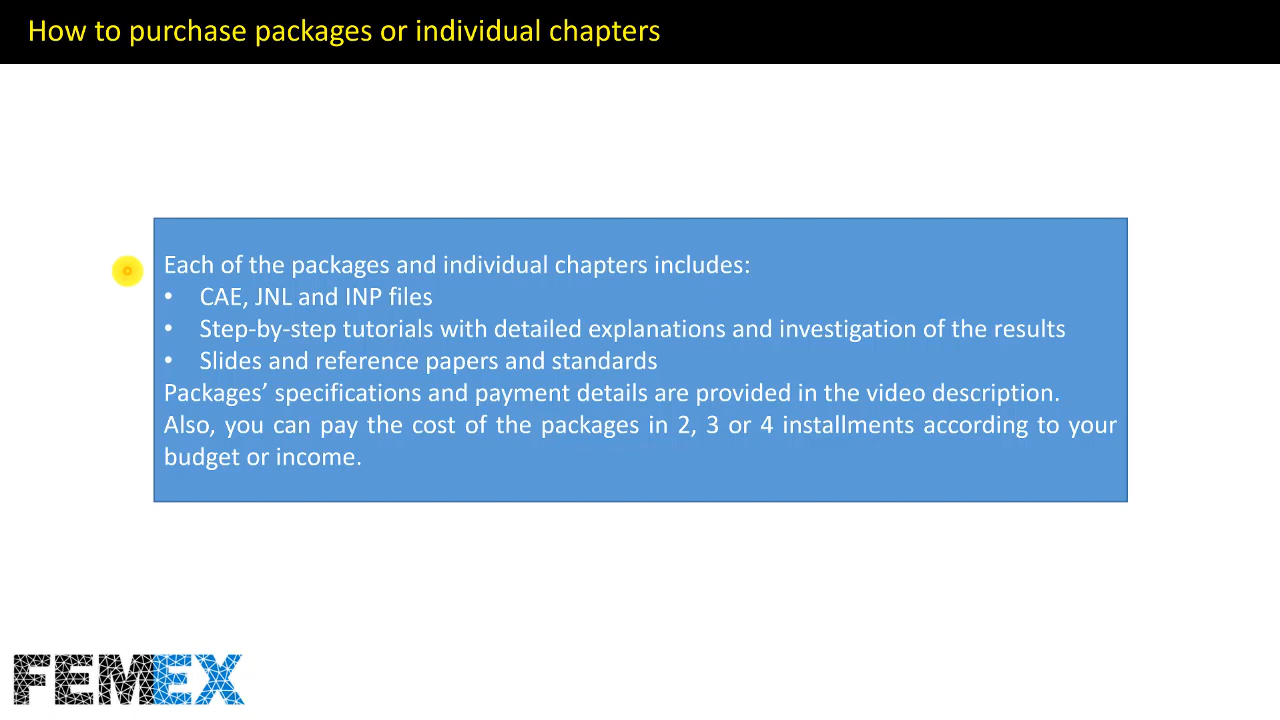 How to purchase packages or individual chapters
Each of the packages and individual chapters includes:
• CAE, JNL and INP files
• Step-by-step tutorials with detailed explanations and investigation of the results
• Slides and reference papers and standards
Packages’ specifications and payment details are provided in the video description.
Also, you can pay the cost of the packages in 2, 3 or 4 installments according to your
budget or income.
FEMEX